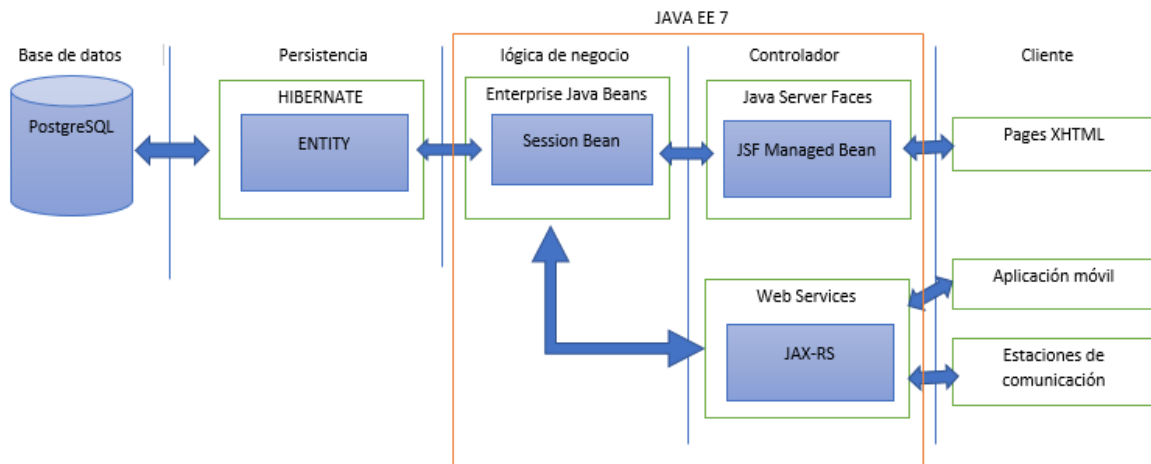 JAVA EE 7
Base de datos
Persistencia
lógica de negocio
Controlador
Cliente
PostgreSQL
HIBERNATE
ENTITY
Enterprise Java Beans
Session Bean
Java Server Faces
JSF Managed Bean
Pages XHTML
Web Services
JAX-RS
Aplicación móvil
Estaciones de
comunicación